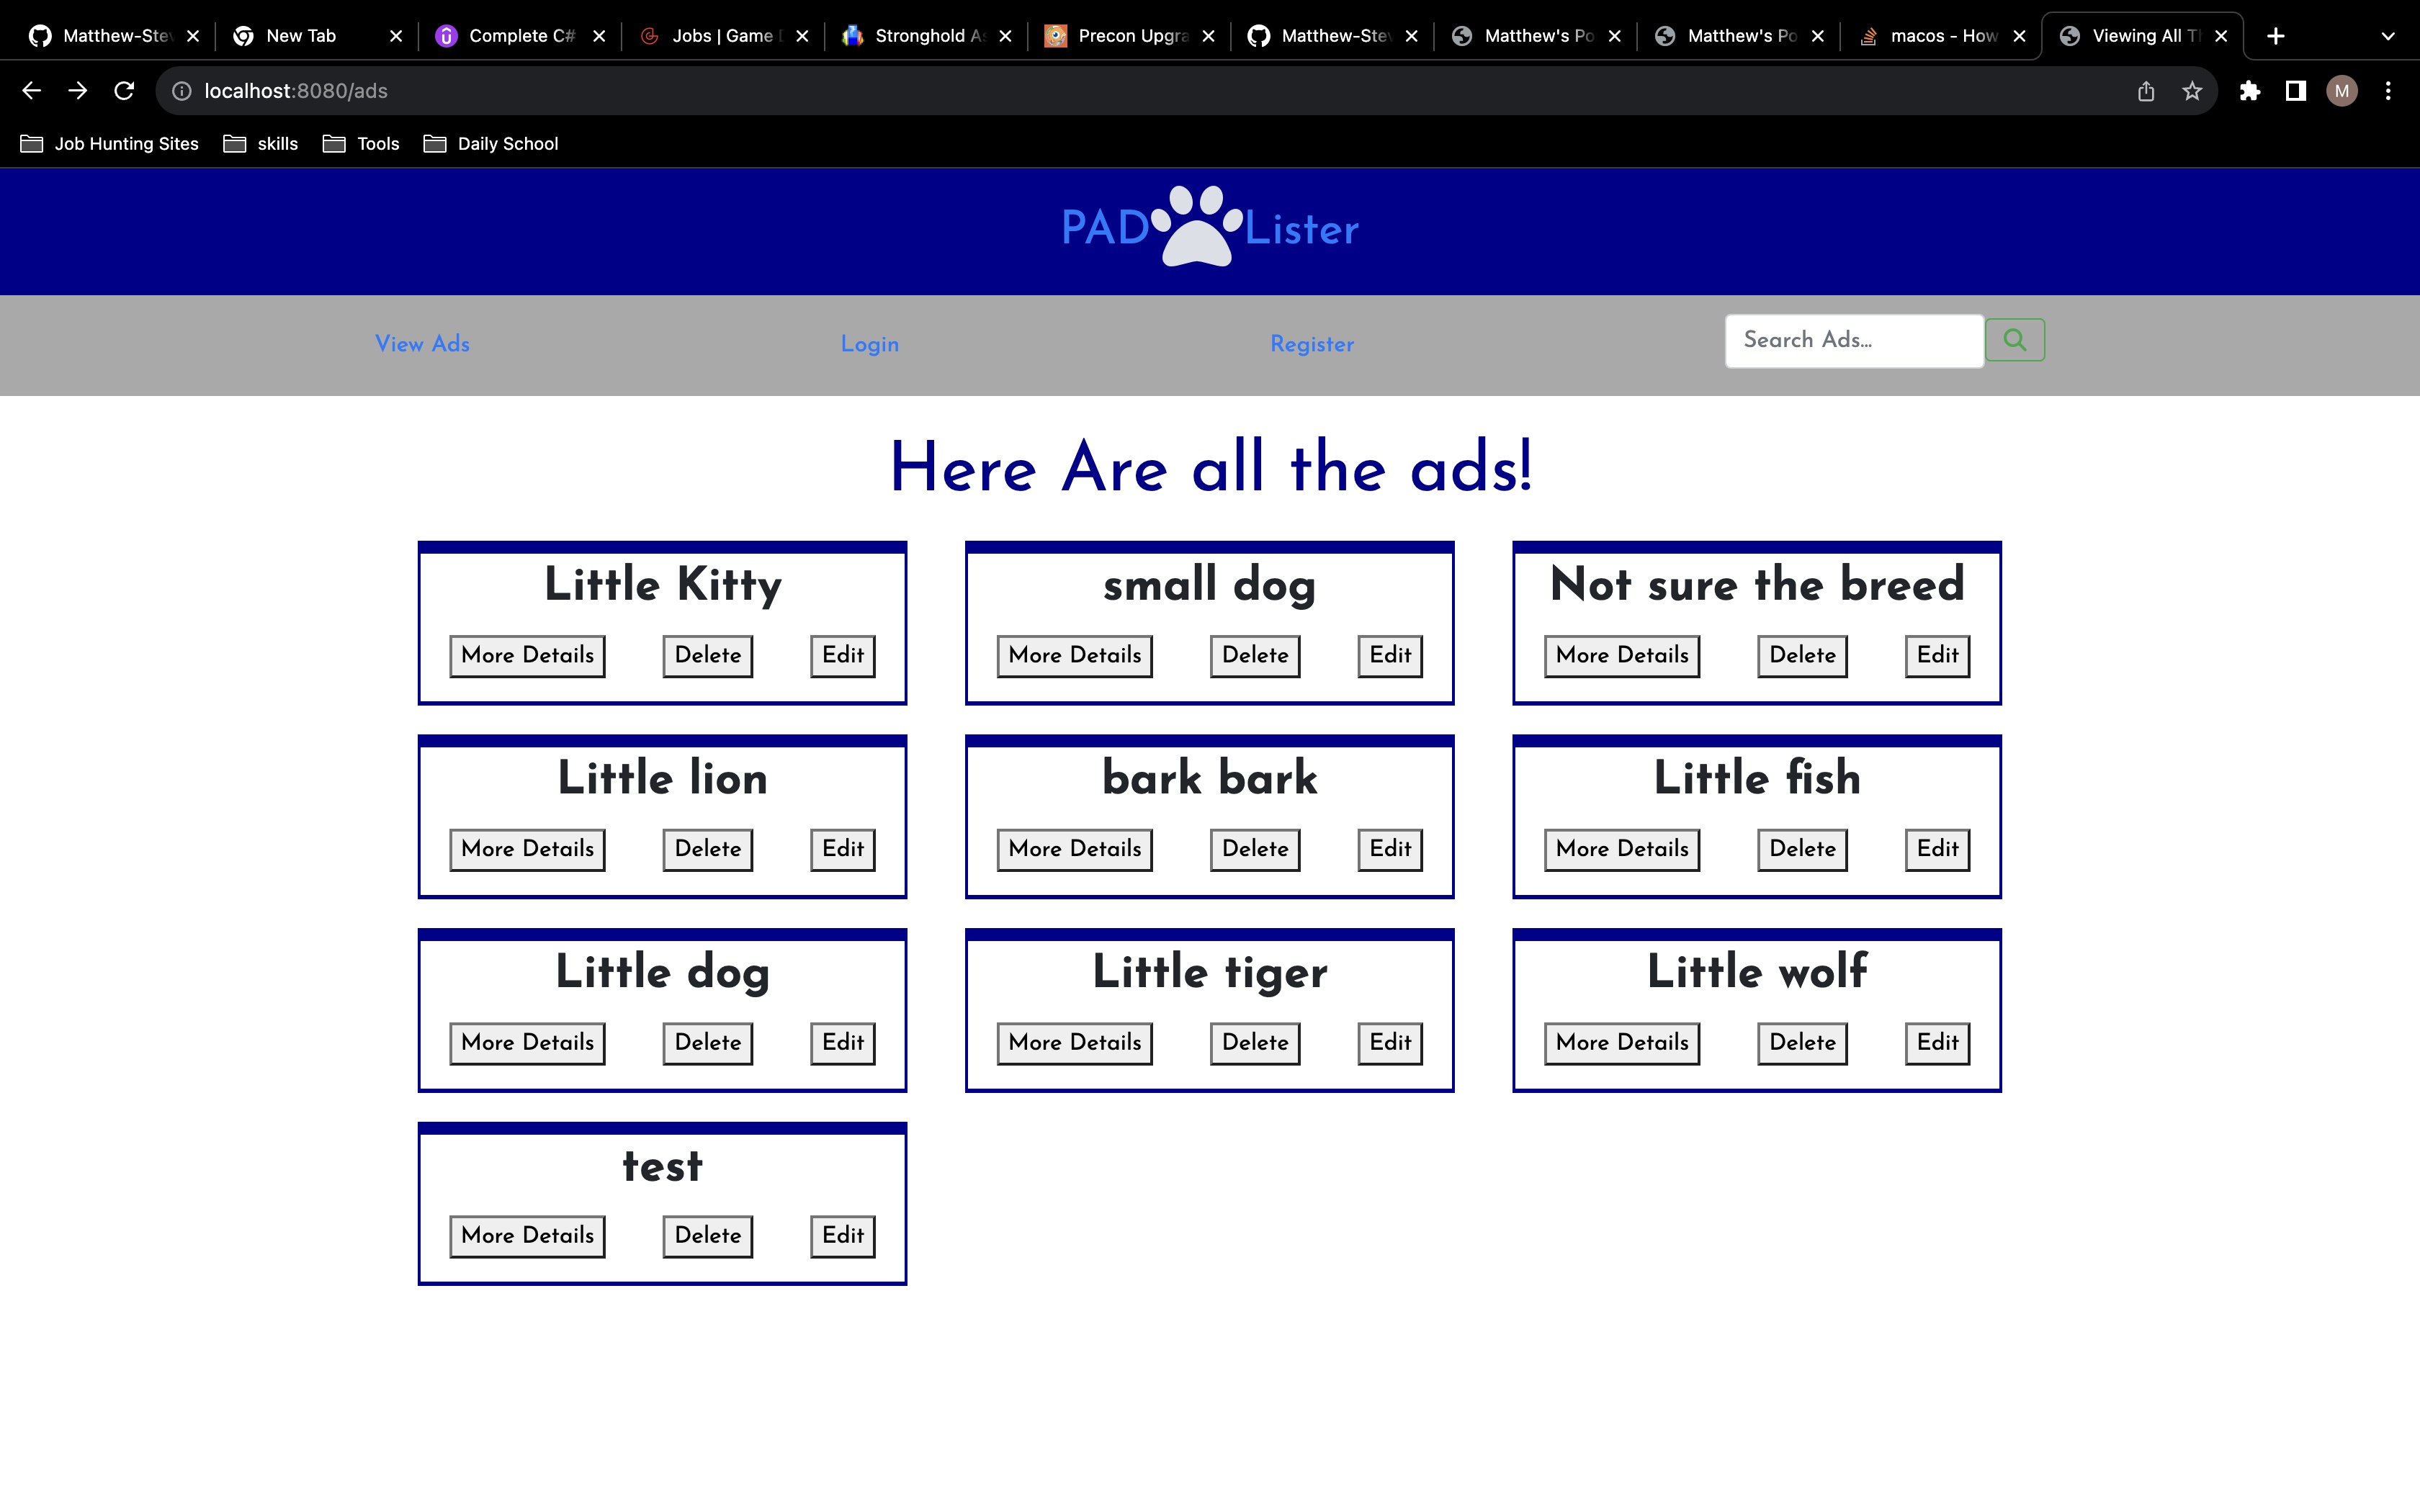 Matthew-Stev New Tab Complete C# Jobs | Game D Stronghold As Precon Upgra Matthew-Stev Matthew's Po Matthew's Po macos - How Viewing All Th
localhost:8080/ads M
Job Hunting Sites skills Tools Daily School
PAD Lister
View Ads Login Register Search Ads...
Here Are all the ads!
Little Kitty small dog Not sure the breed
More Details Delete Edit More Details Delete Edit More Details Delete Edit
Little lion bark bark Little fish
More Details Delete Edit More Details Delete Edit More Details Delete Edit
Little dog Little tiger Little wolf
More Details Delete Edit More Details Delete Edit More Details Delete Edit
test
More Details Delete Edit